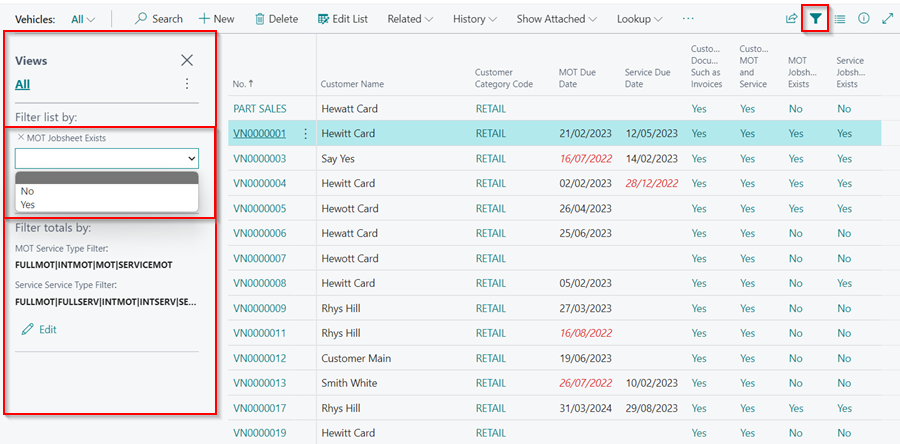 Vehicles: All Search New Delete Edit List Related History Show Attached Lookup ...
Views
All
Filter list by:
× MOT Jobsheet Exists
No
Yes
Filter totals by:
MOT Service Type Filter:
FULLMOT|INTMOT|MOT|SERVICEMOT
Service Service Type Filter:
FULLMOT|FULLSERV|INTMOT|INTSERV|SE...
Edit
No. ↑ Customer Name Customer Category Code MOT Due Date Service Due Date Custo... Docu... Such as Invoices Custo... MOT and Service MOT Jobsh... Exists Service Jobsh... Exists
PART SALES Hewatt Card RETAIL Yes Yes No No
VN0000001 Hewitt Card RETAIL 21/02/2023 12/05/2023 Yes Yes Yes Yes
VN0000003 Say Yes RETAIL 16/07/2022 14/02/2023 Yes Yes Yes Yes
VN0000004 Hewitt Card RETAIL 02/02/2023 28/12/2022 Yes Yes Yes Yes
VN0000005 Hewott Card RETAIL 26/04/2023 Yes Yes Yes Yes
VN0000006 Hewitt Card RETAIL 25/06/2023 Yes Yes No No
VN0000007 Hewitt Card RETAIL Yes Yes No No
VN0000008 Hewitt Card RETAIL 05/02/2023 Yes Yes No Yes
VN0000009 Rhys Hill RETAIL 27/03/2023 Yes Yes No No
VN0000011 Rhys Hill RETAIL 16/08/2022 Yes Yes No No
VN0000012 Customer Main RETAIL 19/06/2023 Yes Yes No No
VN0000013 Smith White RETAIL 26/07/2022 10/02/2023 Yes Yes No Yes
VN0000017 Rhys Hill RETAIL 31/03/2024 29/08/2023 Yes Yes Yes Yes
VN0000019 Hewitt Card RETAIL Yes Yes No No